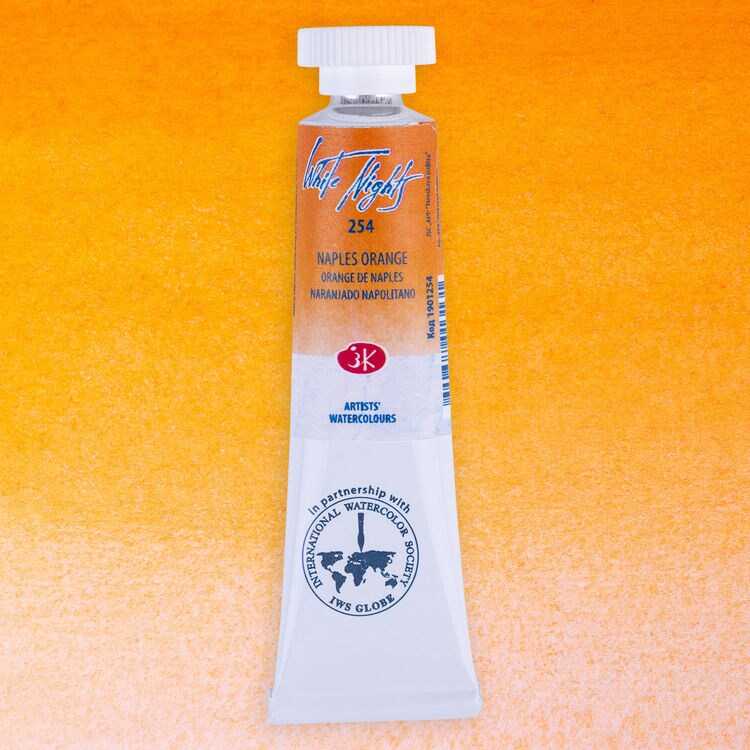 White Nights
254
NAPLES ORANGE
ORANGE DE NAPLES
NARANJADO NAPOLITANO
Код 1901254
ЗК
ARTISTS'
WATERCOLOURS
in partnership with
INTERNATIONAL WATERCOLOR SOCIETY
IWS GLOBE